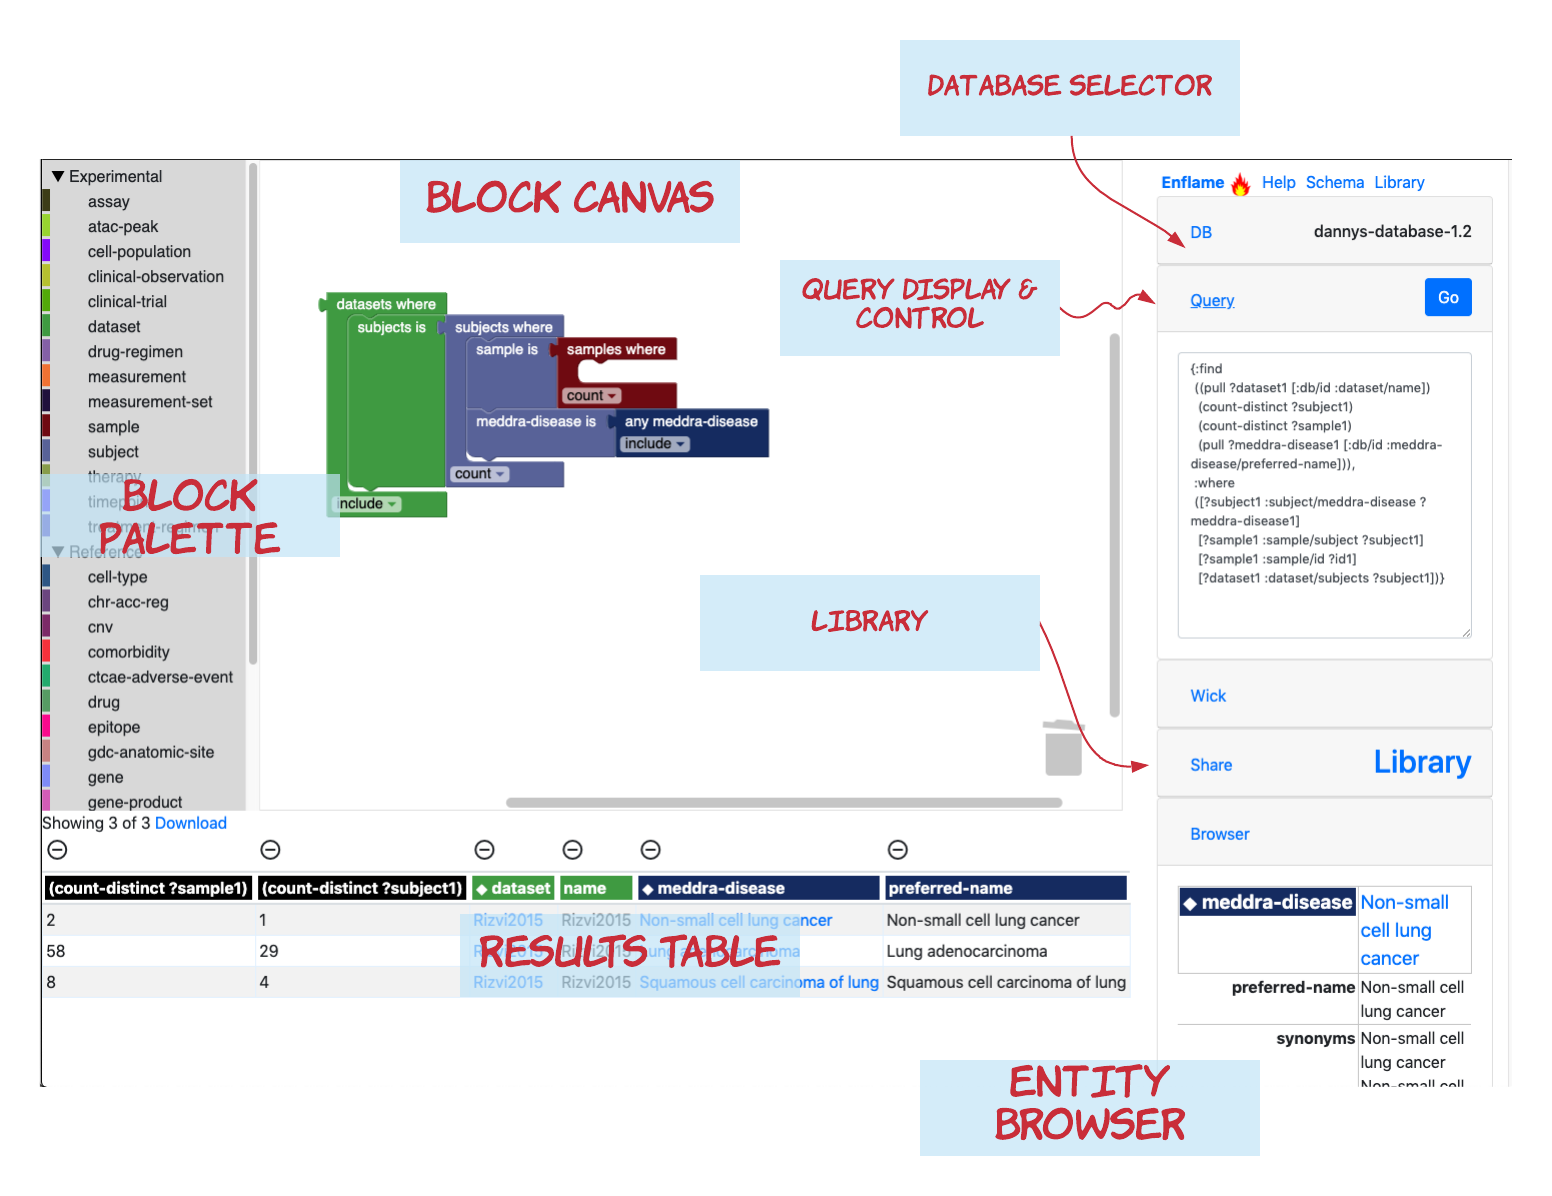 DATABASE SELECTOR
BLOCK CANVAS
QUERY DISPLAY &
CONTROL
LIBRARY
BLOCK
PALETTE
RESULTS TABLE
ENTITY
BROWSER
▼ Experimental
assay
atac-peak
cell-population
clinical-observation
clinical-trial
dataset
drug-regimen
measurement
measurement-set
sample
subject
therapy
timepoint
treatment-regimen
▼ Reference
cell-type
chr-acc-reg
cnv
comorbidity
ctcae-adverse-event
drug
epitope
gdc-anatomic-site
gene
gene-product
datasets where
subjects is
subjects where
sample is
samples where
count
meddra-disease is
any meddra-disease
include
count
include
Enflame 🔥 Help Schema Library
DB dannys-database-1.2
Query Go
{:find
((pull ?dataset1 [:db/id :dataset/name])
(count-distinct ?subject1)
(count-distinct ?sample1)
(pull ?meddra-disease1 [:db/id :meddra-
disease/preferred-name])),
:where
([?subject1 :subject/meddra-disease ?
meddra-disease1]
[?sample1 :sample/subject ?subject1]
[?sample1 :sample/id ?id1]
[?dataset1 :dataset/subjects ?subject1])}
Wick
Share Library
Browser
◆ meddra-disease Non-small
cell lung
cancer
preferred-name Non-small cell
lung cancer
synonyms Non-small cell
lung cancer
Non-small cell
Showing 3 of 3 Download
(count-distinct ?sample1) (count-distinct ?subject1) ◆ dataset name ◆ meddra-disease preferred-name
2 1 Rizvi2015 Rizvi2015 Non-small cell lung cancer Non-small cell lung cancer
58 29 Rizvi2015 Rizvi2015 Lung adenocarcinoma Lung adenocarcinoma
8 4 Rizvi2015 Rizvi2015 Squamous cell carcinoma of lung Squamous cell carcinoma of lung